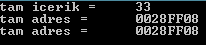 tam icerik =    33
tam adres =     0028FF08
tam adres =     0028FF08